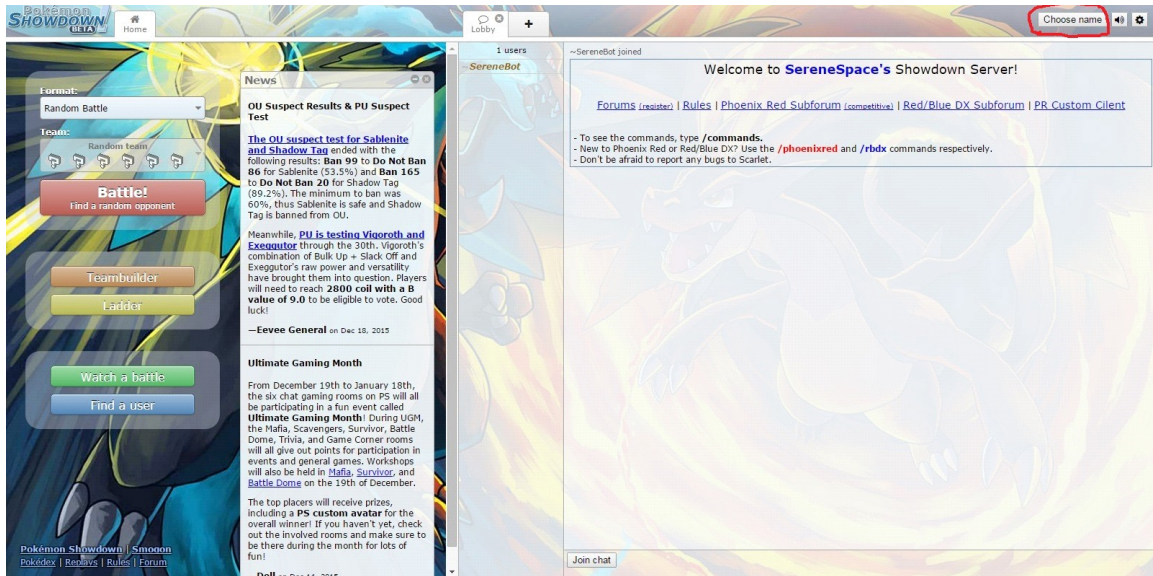 Pokémon
SHOWDOWN
BETA
Home
Lobby
+
Choose name
Format:
Random Battle
Team:
Random team
Battle!
Find a random opponent
Teambuilder
Ladder
Watch a battle
Find a user
Pokémon Showdown | Smogon
Pokédex | Replays | Rules | Forum
News
OU Suspect Results & PU Suspect
Test
The OU suspect test for Sablenite
and Shadow Tag ended with the
following results: Ban 99 to Do Not Ban
86 for Sablenite (53.5%) and Ban 165
to Do Not Ban 20 for Shadow Tag
(89.2%). The minimum to ban was
60%, thus Sablenite is safe and Shadow
Tag is banned from OU.
Meanwhile, PU is testing Vigoroth and
Exeggutor through the 30th. Vigoroth's
combination of Bulk Up + Slack Off and
Exeggutor's raw power and versatility
have brought them into question. Players
will need to reach 2800 coil with a B
value of 9.0 to be eligible to vote. Good
luck!
—Eevee General on Dec 18, 2015
Ultimate Gaming Month
From December 19th to January 18th,
the six chat gaming rooms on PS will all
be participating in a fun event called
Ultimate Gaming Month! During UGM,
the Mafia, Scavengers, Survivor, Battle
Dome, Trivia, and Game Corner rooms
will all give out points for participation in
events and general games. Workshops
will also be held in Mafia, Survivor, and
Battle Dome on the 19th of December.
The top placers will receive prizes,
including a PS custom avatar for the
overall winner! If you haven't yet, check
out the involved rooms and make sure to
be there during the month for lots of
fun!
1 users
~SereneBot
~SereneBot joined
Welcome to SereneSpace's Showdown Server!
Forums (register) | Rules | Phoenix Red Subforum (competitive) | Red/Blue DX Subforum | PR Custom Cilent
- To see the commands, type /commands.
- New to Phoenix Red or Red/Blue DX? Use the /phoenixred and /rbdx commands respectively.
- Don't be afraid to report any bugs to Scarlet.
Join chat